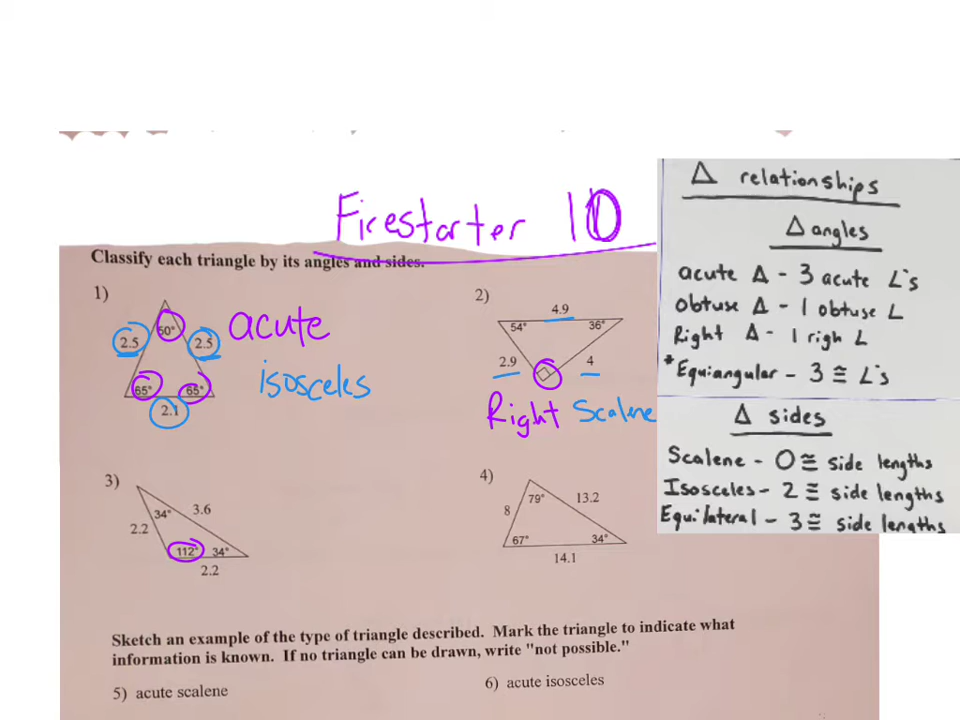 Firestarter 10
Classify each triangle by its angles and sides.
1)
50°
2.5
2.5
65°
65°
2.1
acute
isosceles
2)
4.9
54°
36°
2.9
4
Right Scalene
3)
34°
3.6
2.2
112°
34°
2.2
4)
79°
13.2
8
67°
34°
14.1
Sketch an example of the type of triangle described. Mark the triangle to indicate what
information is known. If no triangle can be drawn, write "not possible."
5) acute scalene
6) acute isosceles
Δ relationships
Δ angles
acute Δ - 3 acute ∠'s
obtuse Δ - 1 obtuse ∠
Right Δ - 1 righ ∠
*Equiangular - 3 ≅ ∠'s
Δ sides
Scalene - 0 ≅ side lengths
Isosceles - 2 ≅ side lengths
Equilateral - 3 ≅ side lengths